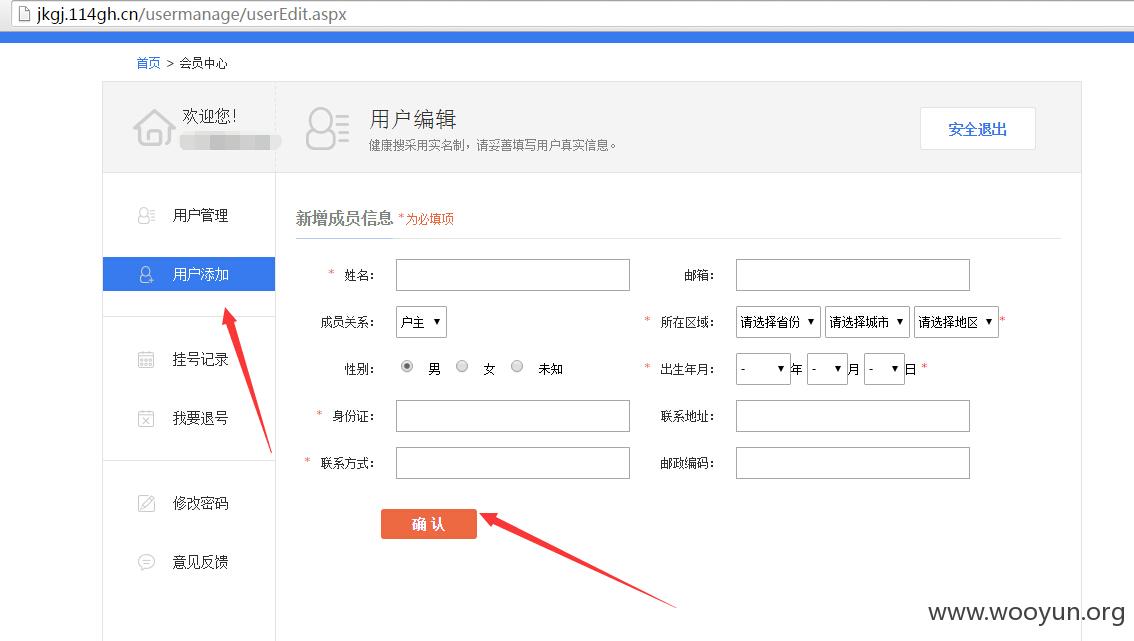 jkgj.114gh.cn/usermanage/userEdit.aspx
首页 > 会员中心
欢迎您！
用户编辑
健康搜采用实名制，请妥善填写用户真实信息。
安全退出
用户管理
用户添加
挂号记录
我要退号
修改密码
意见反馈
新增成员信息 *为必填项
* 姓名： 邮箱：
成员关系： 户主 * 所在区域： 请选择省份 请选择城市 请选择地区 *
性别： 男 女 未知 * 出生年月： - 年 - 月 - 日 *
* 身份证： 联系地址：
* 联系方式： 邮政编码：
确 认
www.wooyun.org